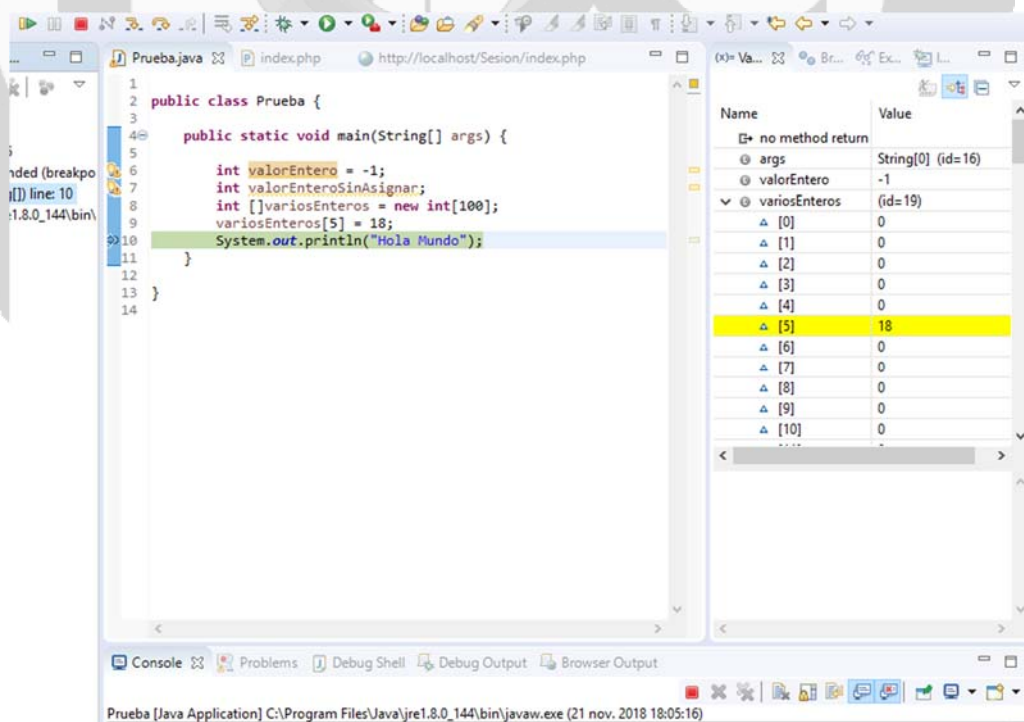 Prueba.java
index.php
http://localhost/Sesion/index.php
1
2 public class Prueba {
3
4 public static void main(String[] args) {
5
6 int valorEntero = -1;
7 int valorEnteroSinAsignar;
8 int []variosEnteros = new int[100];
9 variosEnteros[5] = 18;
10 System.out.println("Hola Mundo");
11 }
12
13 }
14
nded (breakpo
g[]) line: 10
e1.8.0_144\bin\
(x)= Va... Br... Ex... L...
Name Value
no method return
args String[0] (id=16)
valorEntero -1
variosEnteros (id=19)
[0] 0
[1] 0
[2] 0
[3] 0
[4] 0
[5] 18
[6] 0
[7] 0
[8] 0
[9] 0
[10] 0
Console Problems Debug Shell Debug Output Browser Output
Prueba [Java Application] C:\Program Files\Java\jre1.8.0_144\bin\javaw.exe (21 nov. 2018 18:05:16)